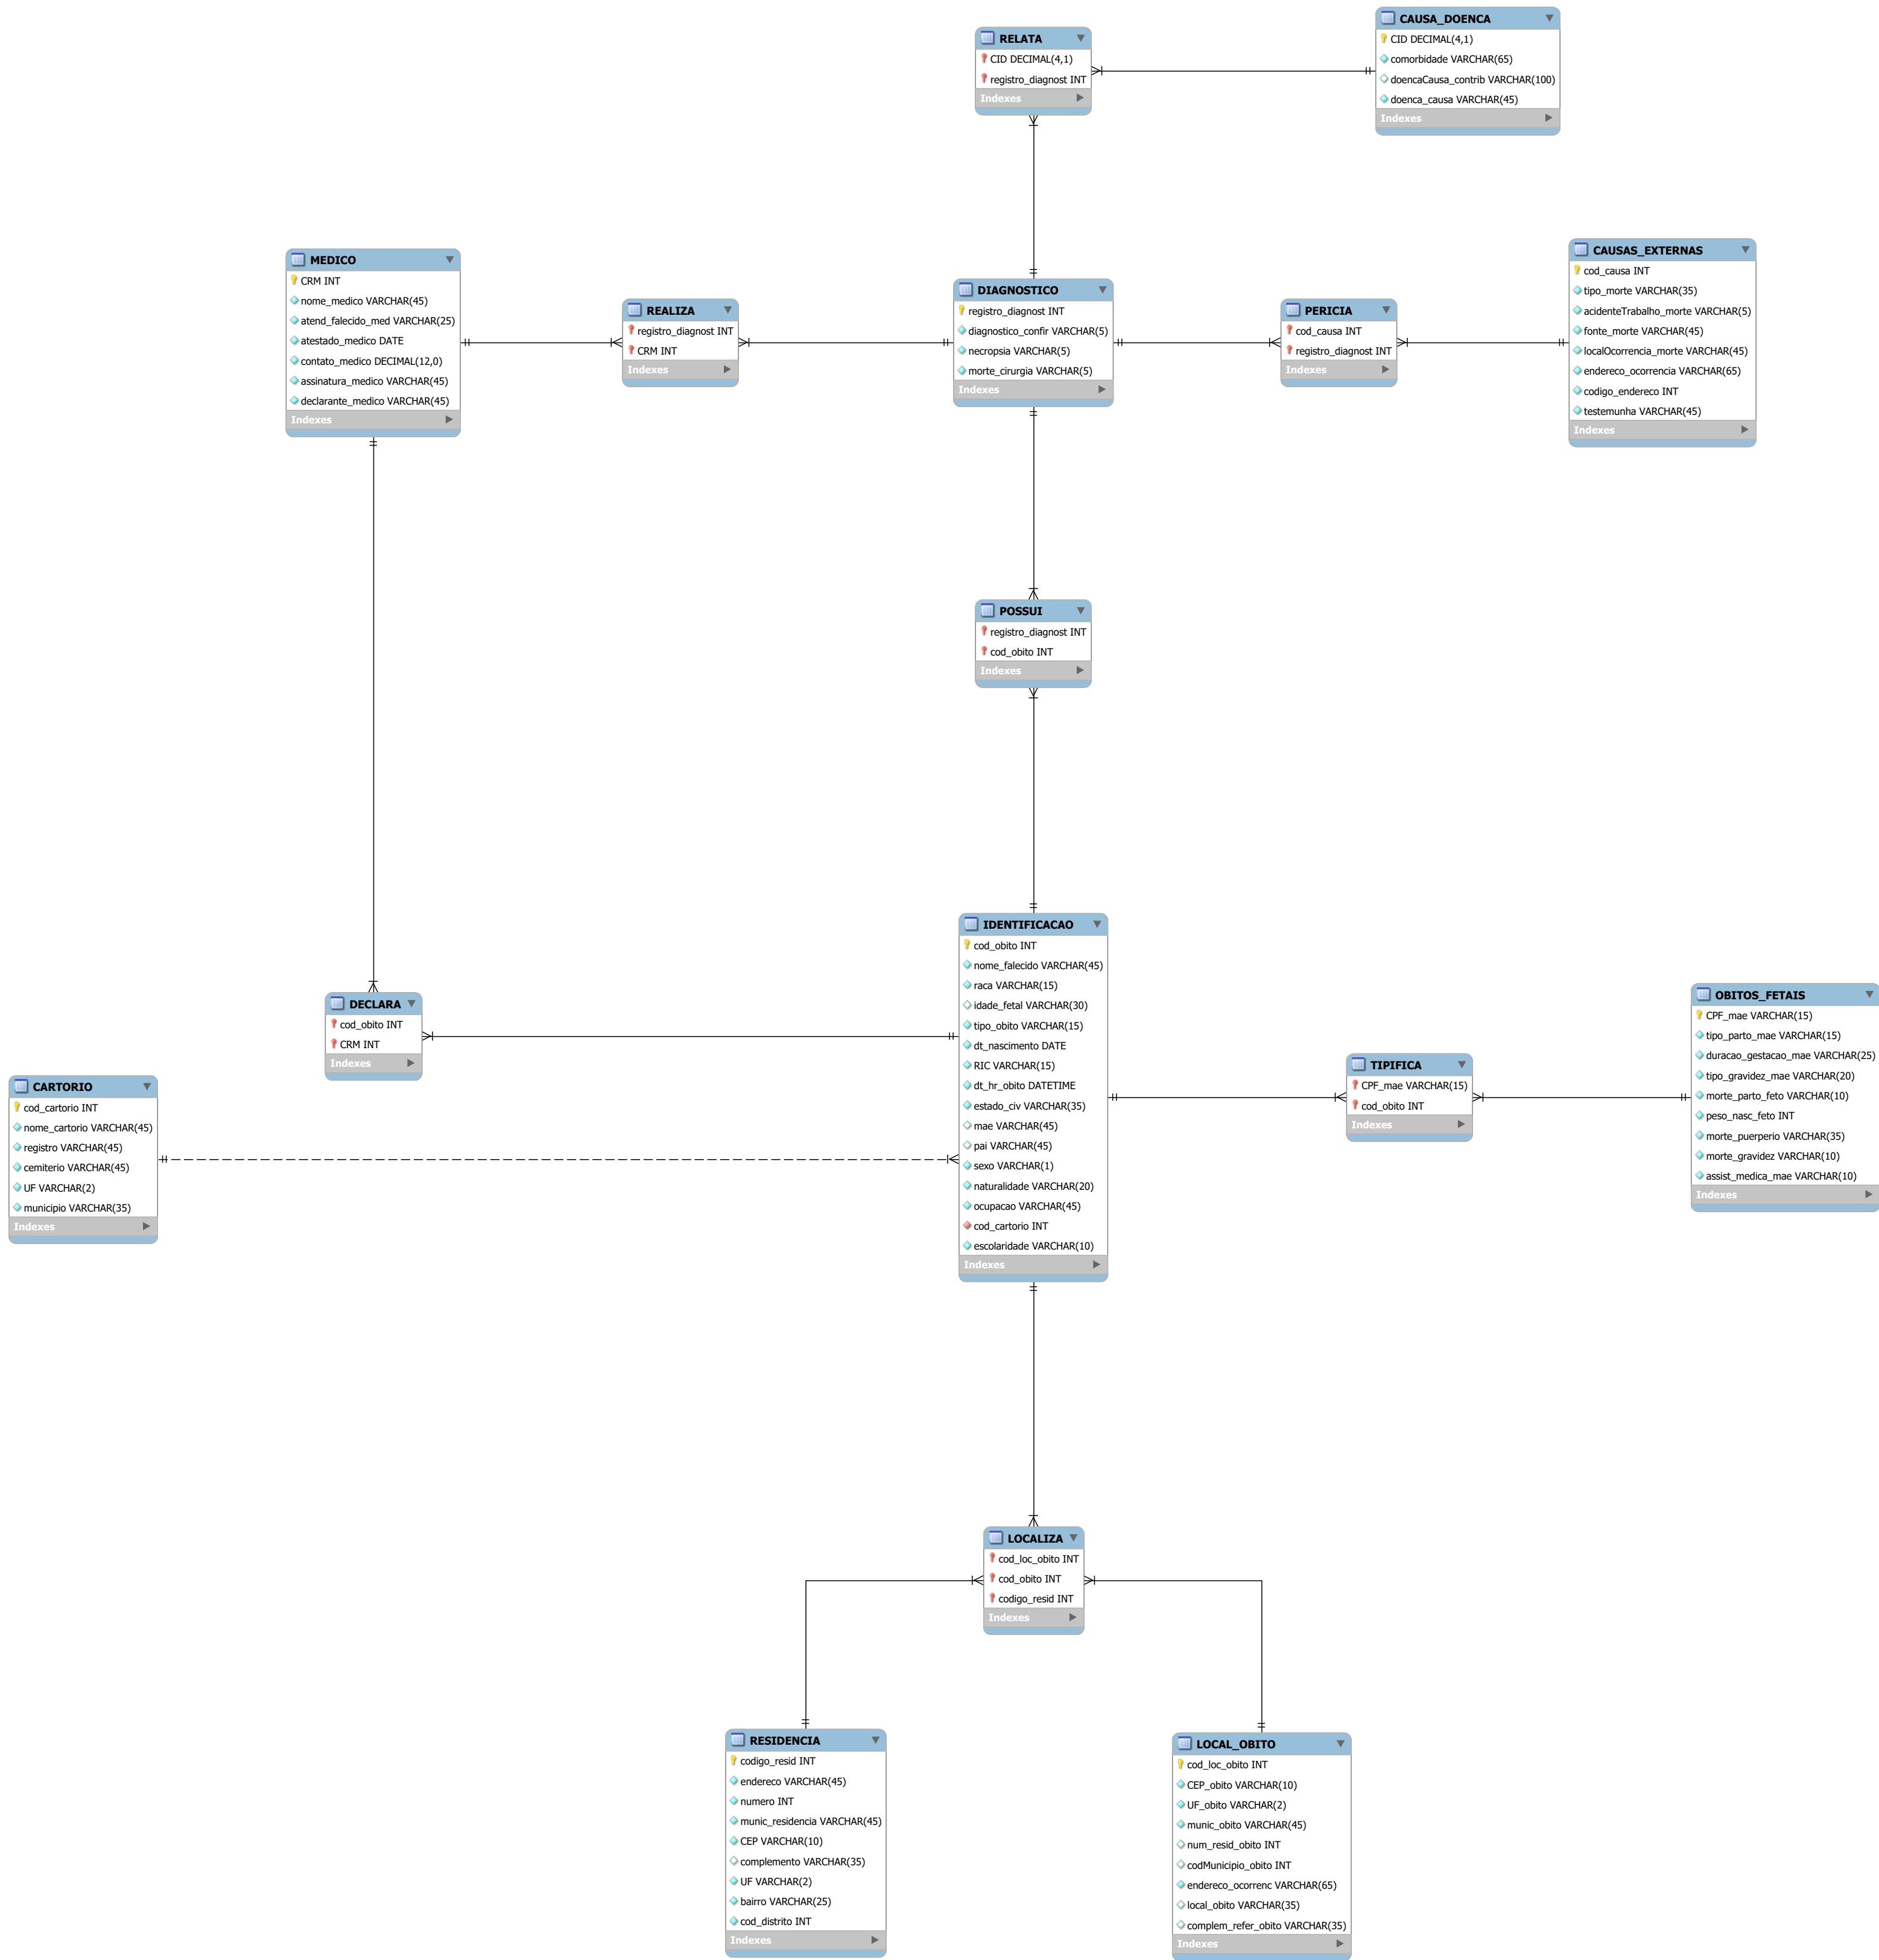 CAUSA_DOENCA
CID DECIMAL(4,1)
comorbidade VARCHAR(65)
doencaCausa_contrib VARCHAR(100)
doenca_causa VARCHAR(45)
Indexes
RELATA
CID DECIMAL(4,1)
registro_diagnost INT
Indexes
MEDICO
CRM INT
nome_medico VARCHAR(45)
atend_falecido_med VARCHAR(25)
atestado_medico DATE
contato_medico DECIMAL(12,0)
assinatura_medico VARCHAR(45)
declarante_medico VARCHAR(45)
Indexes
REALIZA
registro_diagnost INT
CRM INT
Indexes
DIAGNOSTICO
registro_diagnost INT
diagnostico_confir VARCHAR(5)
necropsia VARCHAR(5)
morte_cirurgia VARCHAR(5)
Indexes
PERICIA
cod_causa INT
registro_diagnost INT
Indexes
CAUSAS_EXTERNAS
cod_causa INT
tipo_morte VARCHAR(35)
acidenteTrabalho_morte VARCHAR(5)
fonte_morte VARCHAR(45)
localOcorrencia_morte VARCHAR(45)
endereco_ocorrencia VARCHAR(65)
codigo_endereco INT
testemunha VARCHAR(45)
Indexes
POSSUI
registro_diagnost INT
cod_obito INT
Indexes
IDENTIFICACAO
cod_obito INT
nome_falecido VARCHAR(45)
raca VARCHAR(15)
idade_fetal VARCHAR(30)
tipo_obito VARCHAR(15)
dt_nascimento DATE
RIC VARCHAR(15)
dt_hr_obito DATETIME
estado_civ VARCHAR(35)
mae VARCHAR(45)
pai VARCHAR(45)
sexo VARCHAR(1)
naturalidade VARCHAR(20)
ocupacao VARCHAR(45)
cod_cartorio INT
escolaridade VARCHAR(10)
Indexes
DECLARA
cod_obito INT
CRM INT
Indexes
CARTORIO
cod_cartorio INT
nome_cartorio VARCHAR(45)
registro VARCHAR(45)
cemiterio VARCHAR(45)
UF VARCHAR(2)
municipio VARCHAR(35)
Indexes
TIPIFICA
CPF_mae VARCHAR(15)
cod_obito INT
Indexes
OBITOS_FETAIS
CPF_mae VARCHAR(15)
tipo_parto_mae VARCHAR(15)
duracao_gestacao_mae VARCHAR(25)
tipo_gravidez_mae VARCHAR(20)
morte_parto_feto VARCHAR(10)
peso_nasc_feto INT
morte_puerperio VARCHAR(35)
morte_gravidez VARCHAR(10)
assist_medica_mae VARCHAR(10)
Indexes
LOCALIZA
cod_loc_obito INT
cod_obito INT
codigo_resid INT
Indexes
RESIDENCIA
codigo_resid INT
endereco VARCHAR(45)
numero INT
munic_residencia VARCHAR(45)
CEP VARCHAR(10)
complemento VARCHAR(35)
UF VARCHAR(2)
bairro VARCHAR(25)
cod_distrito INT
Indexes
LOCAL_OBITO
cod_loc_obito INT
CEP_obito VARCHAR(10)
UF_obito VARCHAR(2)
munic_obito VARCHAR(45)
num_resid_obito INT
codMunicipio_obito INT
endereco_ocorrenc VARCHAR(65)
local_obito VARCHAR(35)
complem_refer_obito VARCHAR(35)
Indexes